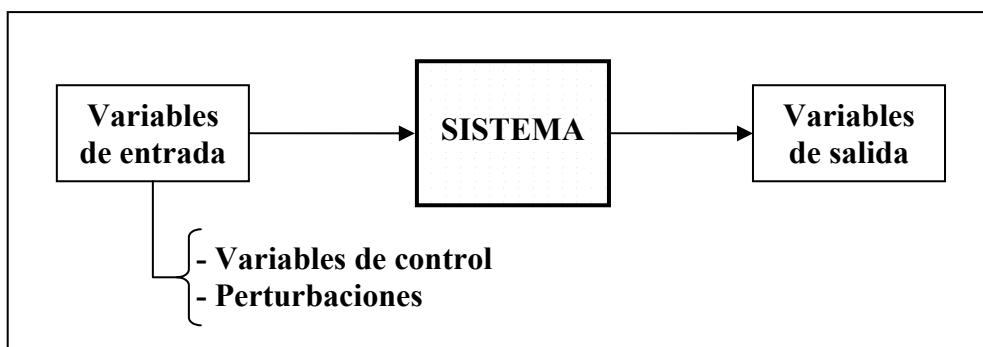 Variables
de entrada
SISTEMA
Variables
de salida
- Variables de control
- Perturbaciones